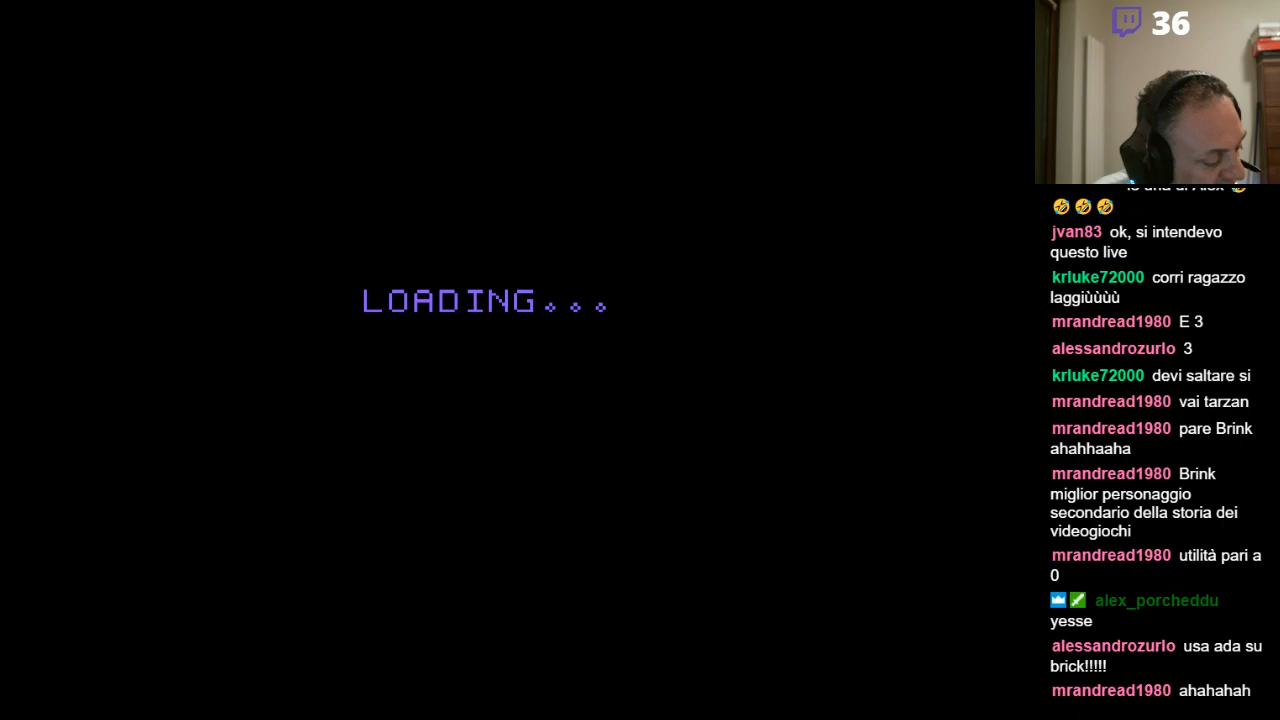 36
LOADING...
jvan83 ok, si intendevo
questo live
krluke72000 corri ragazzo
laggiùùùù
mrandread1980 E 3
alessandrozurlo 3
krluke72000 devi saltare si
mrandread1980 vai tarzan
mrandread1980 pare Brink
ahahhaaha
mrandread1980 Brink
miglior personaggio
secondario della storia dei
videogiochi
mrandread1980 utilità pari a
0
alex_porcheddu
yesse
alessandrozurlo usa ada su
brick!!!!!
mrandread1980 ahahahah